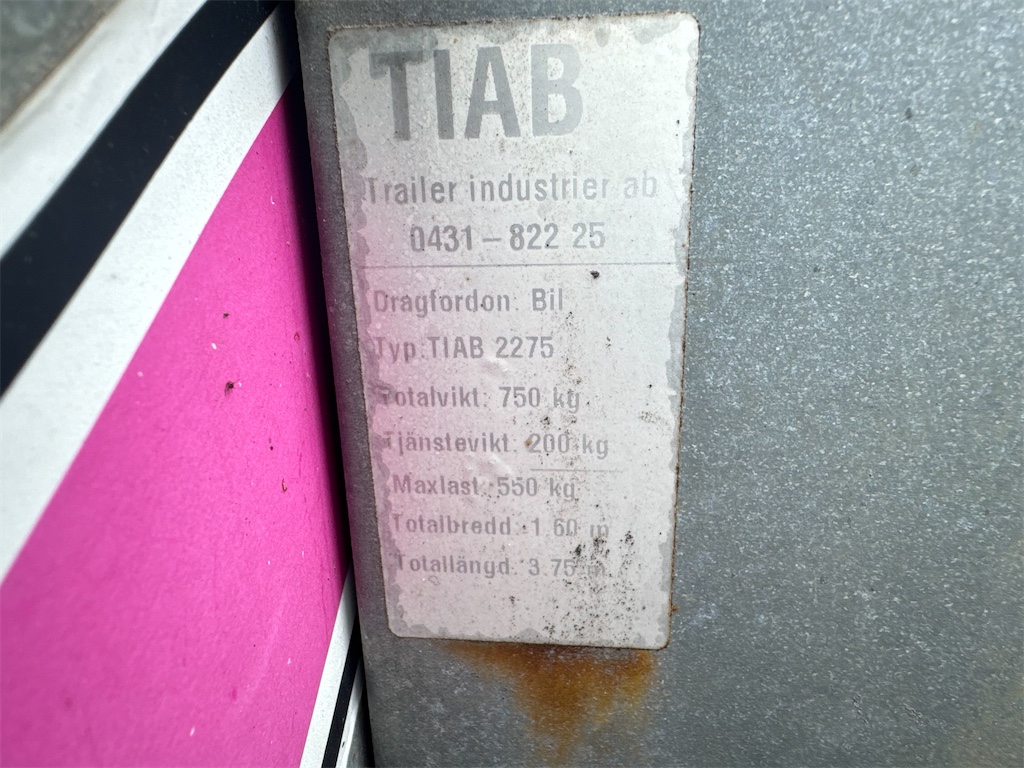 TIAB
Trailer industrier ab
0431-822 25
Dragfordon: Bil
Typ: TIAB 2275
Totalvikt: 750 kg
Tjänstevikt: 200 kg
Maxlast: 550 kg
Totalbredd: 1.60 m
Totallängd: 3.75 m